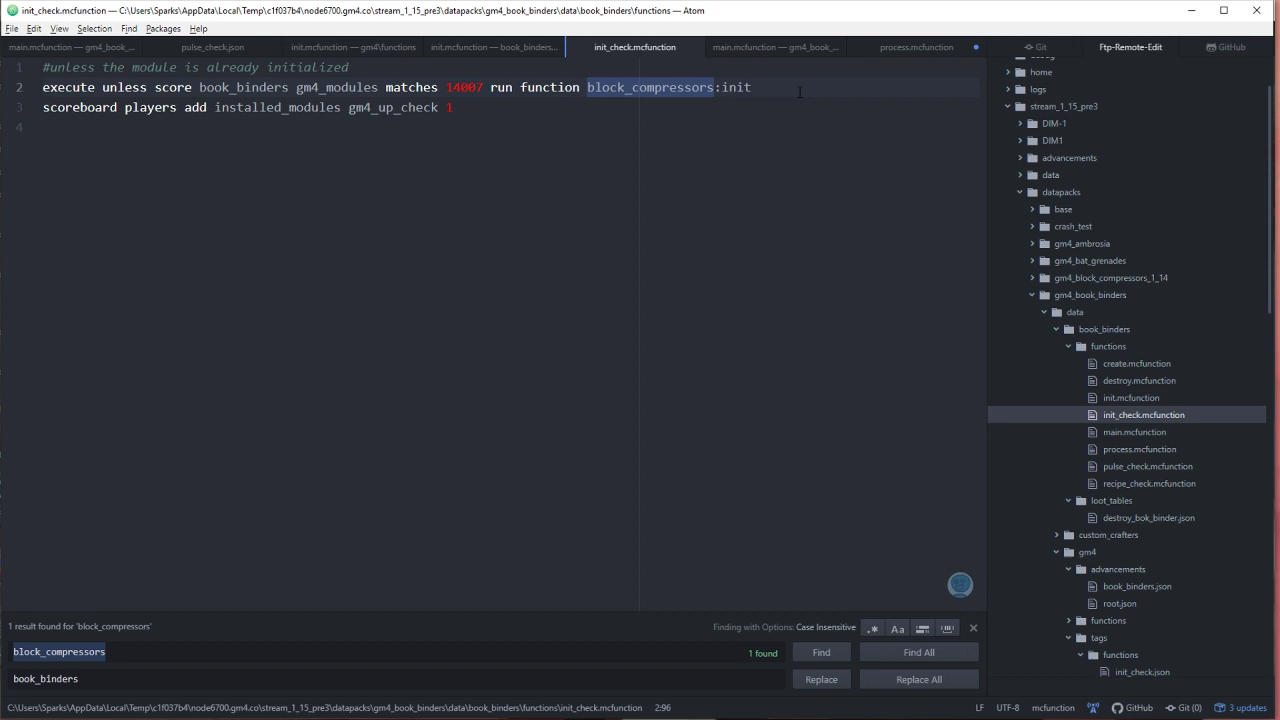 init_check.mcfunction — C:\Users\Sparks\AppData\Local\Temp\c1f037b4\node6700.gm4.co\stream_1_15_pre3\datapacks\gm4_book_binders\data\book_binders\functions — Atom
File Edit View Selection Find Packages Help
main.mcfunction — gm4_book_... pulse_check.json init.mcfunction — gm4\functions init.mcfunction — book_binders... init_check.mcfunction main.mcfunction — gm4_book_... process.mcfunction Git Ftp-Remote-Edit GitHub
1 #unless the module is already initialized
2 execute unless score book_binders gm4_modules matches 14007 run function block_compressors:init
3 scoreboard players add installed_modules gm4_up_check 1
4
home
logs
stream_1_15_pre3
DIM-1
DIM1
advancements
data
datapacks
base
crash_test
gm4_ambrosia
gm4_bat_grenades
gm4_block_compressors_1_14
gm4_book_binders
data
book_binders
functions
create.mcfunction
destroy.mcfunction
init.mcfunction
init_check.mcfunction
main.mcfunction
process.mcfunction
pulse_check.mcfunction
recipe_check.mcfunction
loot_tables
destroy_bok_binder.json
custom_crafters
gm4
advancements
book_binders.json
root.json
functions
tags
functions
init_check.json
1 result found for 'block_compressors' Finding with Options: Case Insensitive .* Aa
block_compressors 1 found Find Find All
book_binders Replace Replace All
C:\Users\Sparks\AppData\Local\Temp\c1f037b4\node6700.gm4.co\stream_1_15_pre3\datapacks\gm4_book_binders\data\book_binders\functions\init_check.mcfunction 2:96 LF UTF-8 mcfunction GitHub Git (0) 3 updates